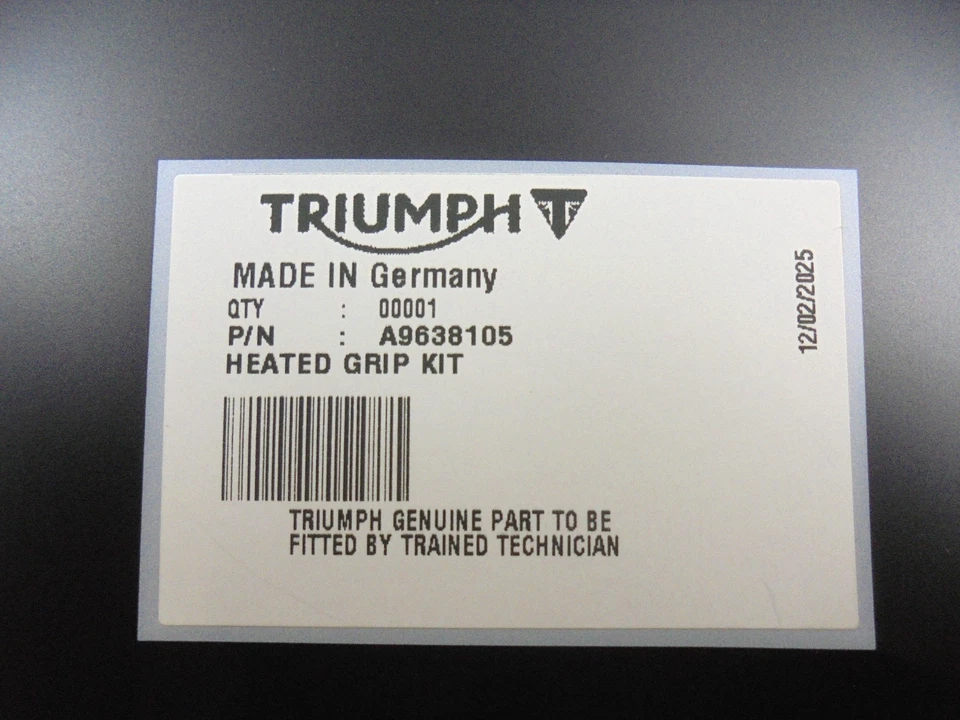 TRIUMPH
MADE IN Germany
QTY : 00001
P/N : A9638105
HEATED GRIP KIT
TRIUMPH GENUINE PART TO BE
FITTED BY TRAINED TECHNICIAN
12/02/2025